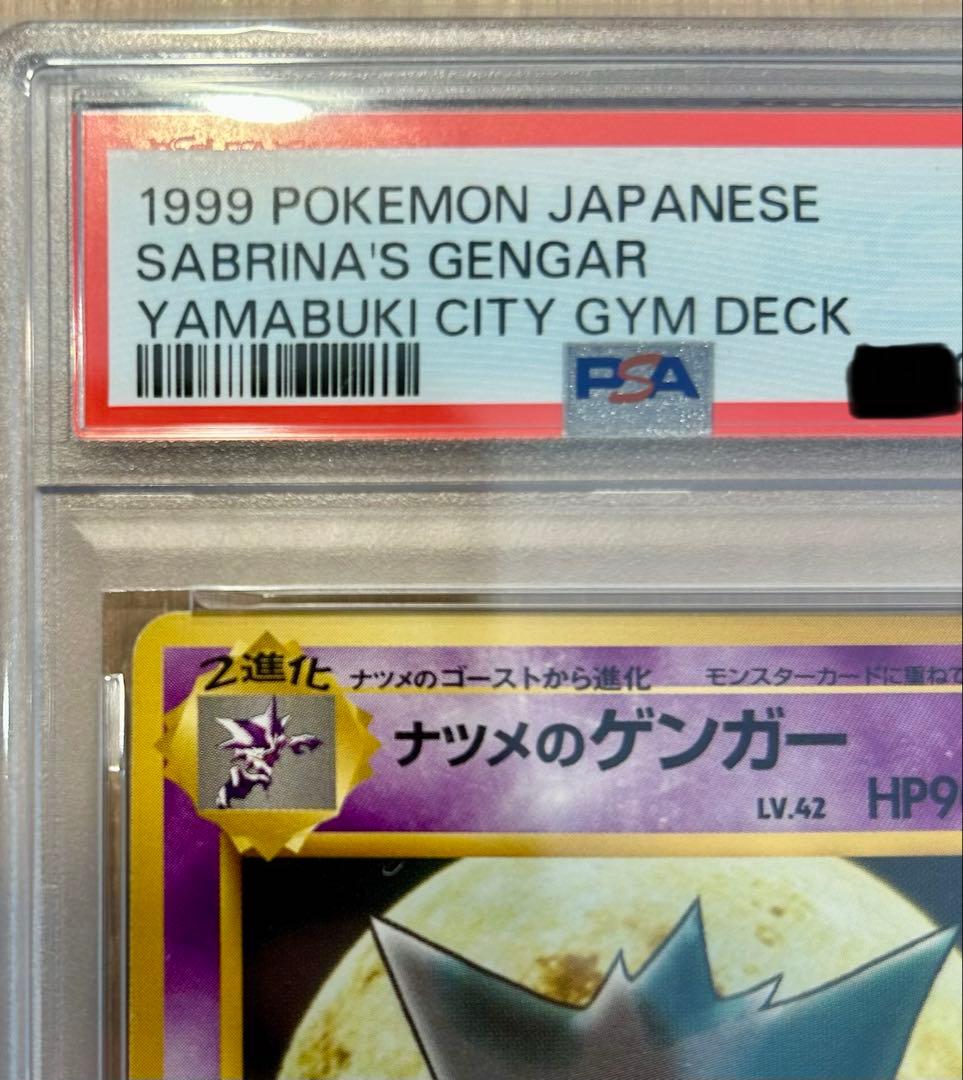 1999 POKEMON JAPANESE
SABRINA'S GENGAR
YAMABUKI CITY GYM DECK
PSA
2進化 ナツメのゴーストから進化 モンスターカードに重ねて
ナツメのゲンガー
LV.42 HP9